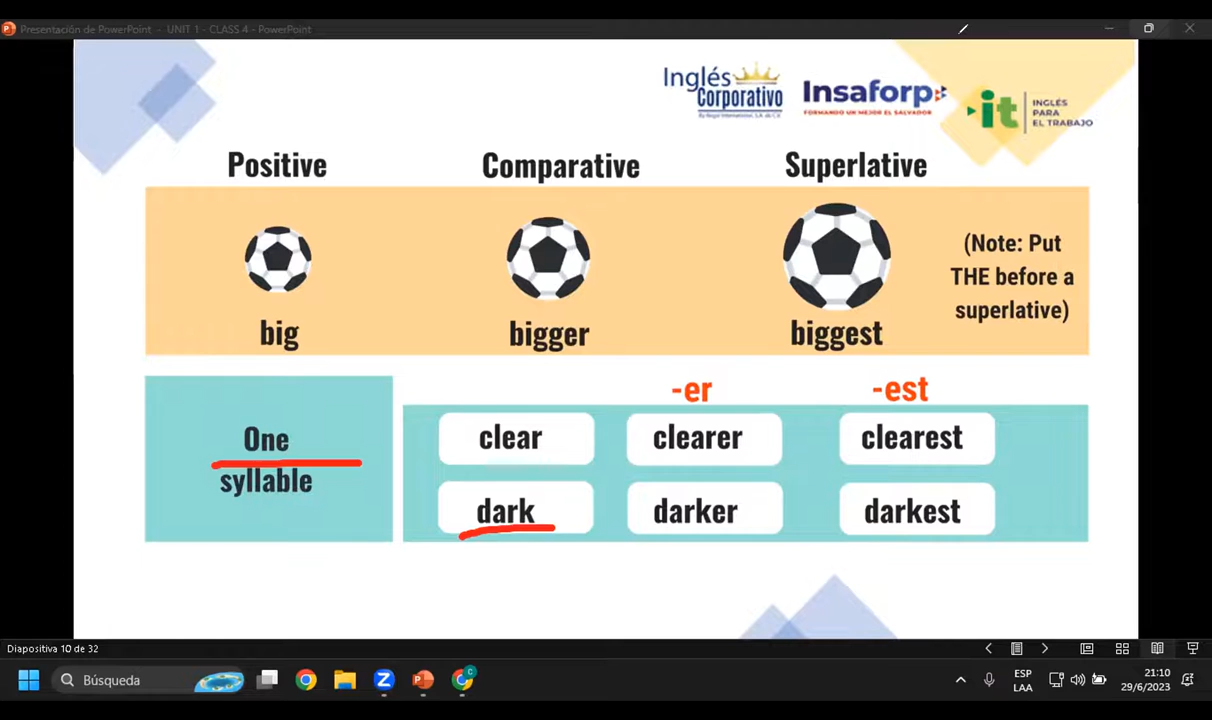 Presentación de PowerPoint - UNIT 1 - CLASS 4 - PowerPoint
Inglés
Corporativo
Insaforp
FORMANDO UN MEJOR EL SALVADOR
it
INGLÉS
PARA
EL TRABAJO
Positive Comparative Superlative
(Note: Put
THE before a
superlative)
big bigger biggest
-er -est
One
syllable
clear clearer clearest
dark darker darkest
Diapositiva 10 de 32
Búsqueda
ESP
LAA
21:10
29/6/2023